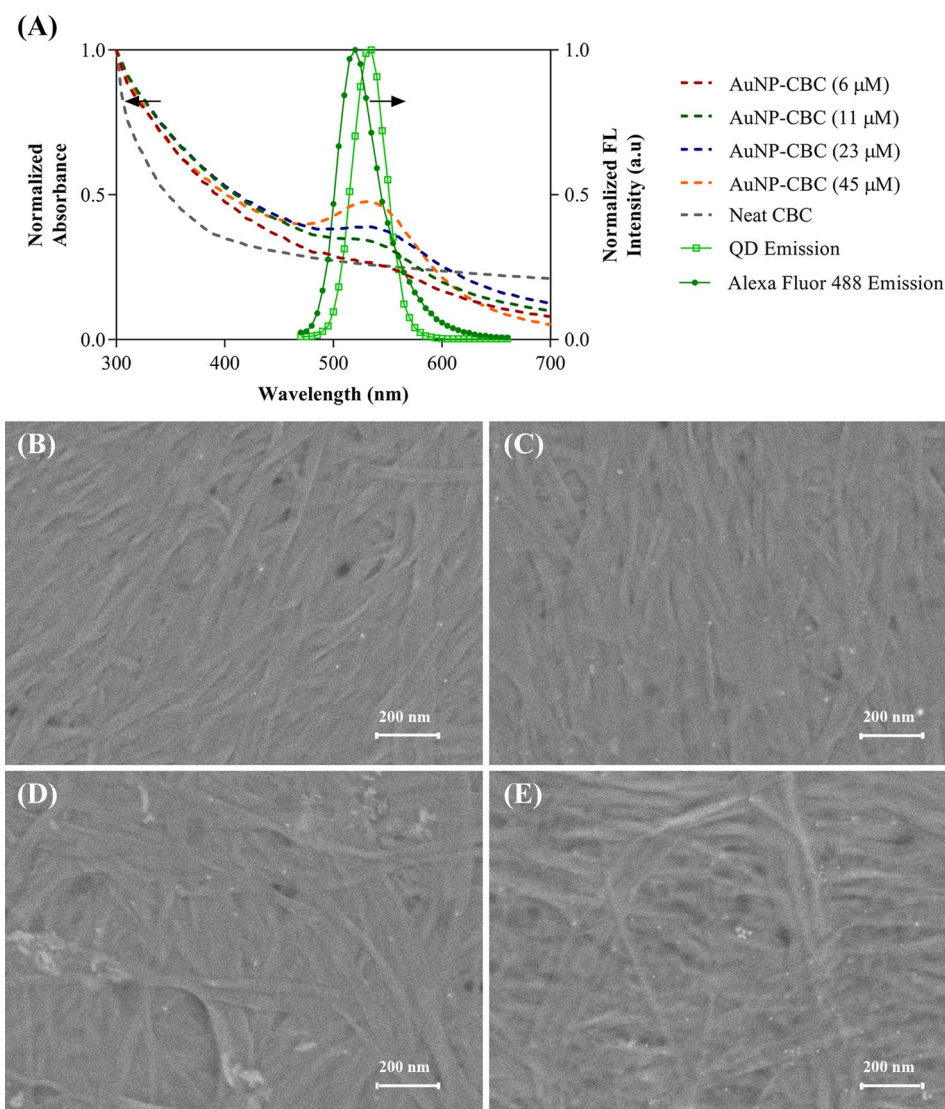 (A)
1.0
0.5
0.0
Normalized
Absorbance
1.0
0.5
0.0
Normalized FL
Intensity (a.u)
300
400
500
600
700
Wavelength (nm)
AuNP-CBC (6 μM)
AuNP-CBC (11 μM)
AuNP-CBC (23 μM)
AuNP-CBC (45 μM)
Neat CBC
QD Emission
Alexa Fluor 488 Emission
(B)
200 nm
(C)
200 nm
(D)
200 nm
(E)
200 nm